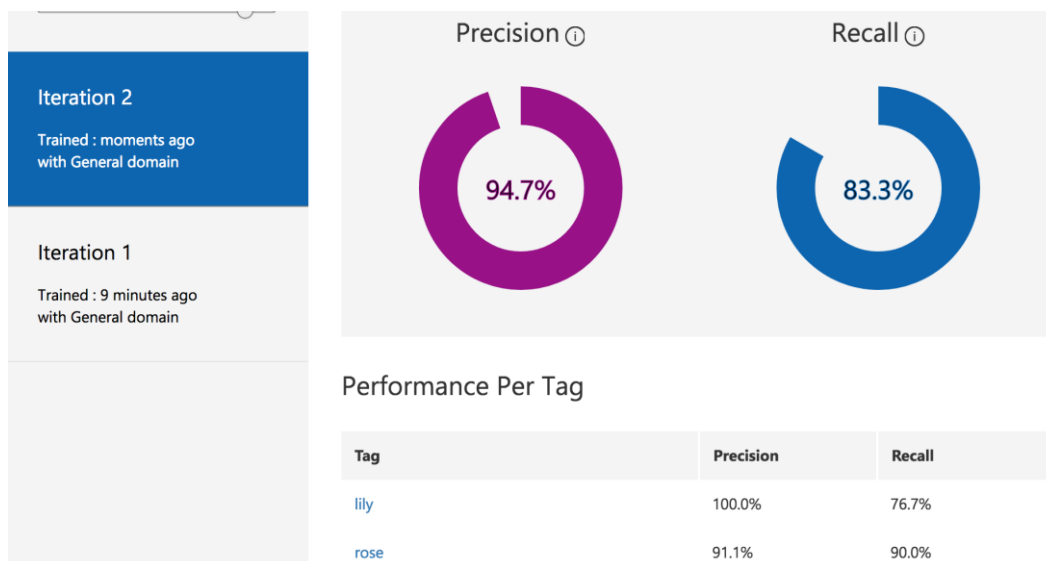 Iteration 2
Trained : moments ago
with General domain
Iteration 1
Trained : 9 minutes ago
with General domain
Precision ⓘ
Recall ⓘ
94.7%
83.3%
Performance Per Tag
Tag Precision Recall
lily 100.0% 76.7%
rose 91.1% 90.0%